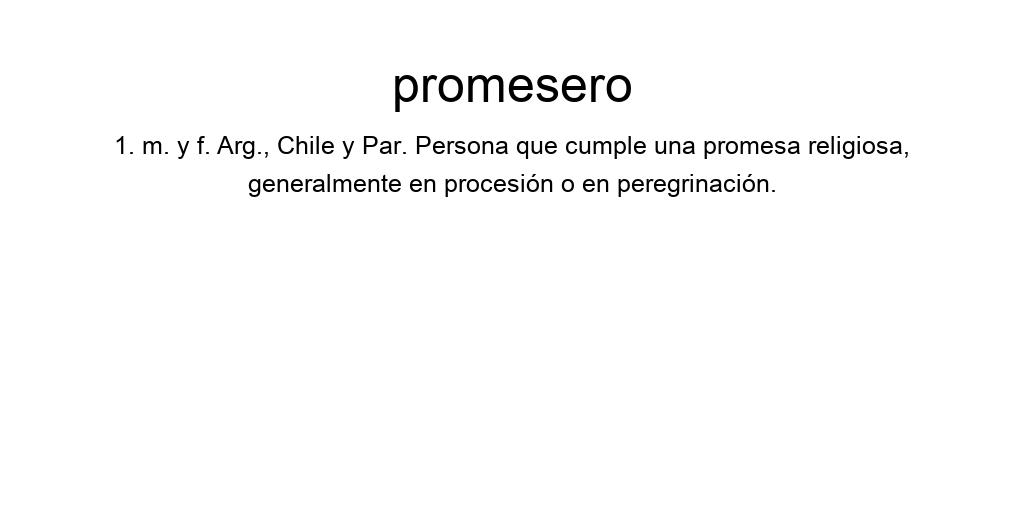 promesero
1. m. y f. Arg., Chile y Par. Persona que cumple una promesa religiosa,
generalmente en procesión o en peregrinación.